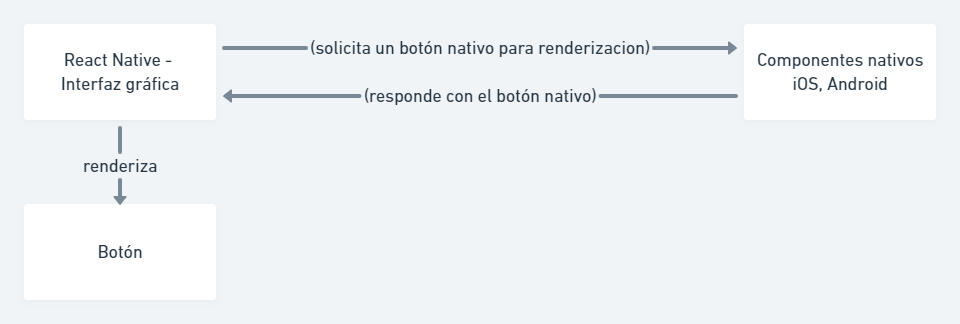 React Native -
Interfaz gráfica
(solicita un botón nativo para renderizacion)
Componentes nativos
iOS, Android
(responde con el botón nativo)
renderiza
Botón